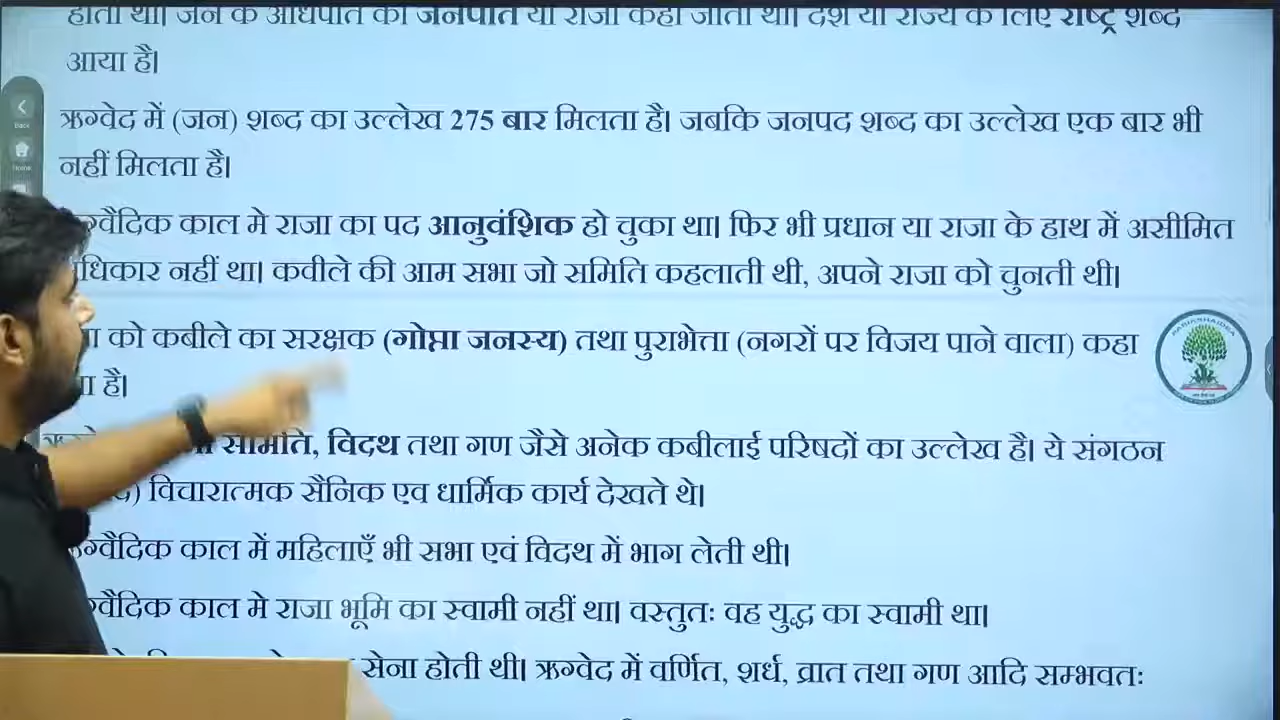 होता था। जन के अधिपति को जनपति या राजा कहा जाता था। देश या राज्य के लिए राष्ट्र शब्द
आया है।
Back
ऋग्वेद में (जन) शब्द का उल्लेख 275 बार मिलता है। जबकि जनपद शब्द का उल्लेख एक बार भी
Home
नहीं मिलता है।
वैदिक काल मे राजा का पद आनुवंशिक हो चुका था। फिर भी प्रधान या राजा के हाथ में असीमित
धिकार नहीं था। कवीले की आम सभा जो समिति कहलाती थी, अपने राजा को चुनती थी।
को कबीले का सरक्षक (गोप्ता जनस्य) तथा पुराभेत्ता (नगरों पर विजय पाने वाला) कहा
है।
समिति, विदथ तथा गण जैसे अनेक कबीलाई परिषदों का उल्लेख है। ये संगठन
विचारात्मक सैनिक एव धार्मिक कार्य देखते थे।
ग्वैदिक काल में महिलाएँ भी सभा एवं विदथ में भाग लेती थी।
वैदिक काल मे राजा भूमि का स्वामी नहीं था। वस्तुतः वह युद्ध का स्वामी था।
सेना होती थी। ऋग्वेद में वर्णित, शर्ध, व्रात तथा गण आदि सम्भवतः